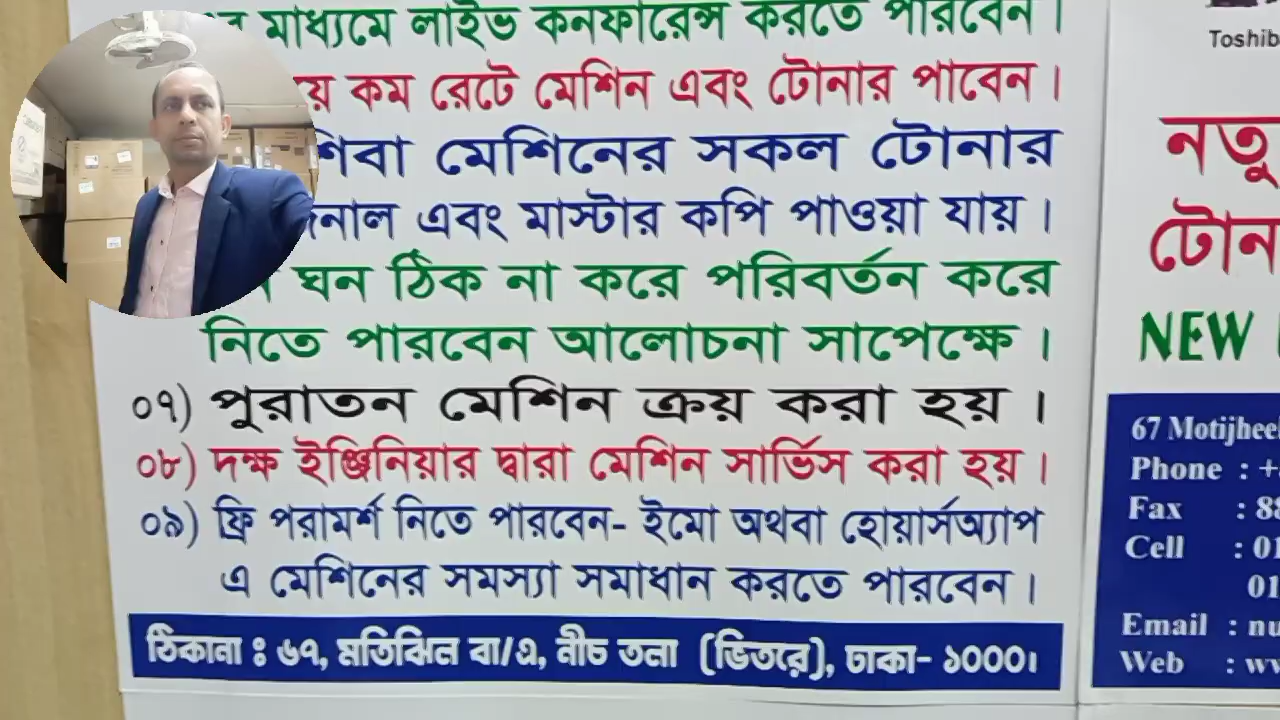 মাধ্যমে লাইভ কনফারেন্স করতে পারবেন।
কম রেটে মেশিন এবং টোনার পাবেন।
মেশিনের সকল টোনার
এবং মাস্টার কপি পাওয়া যায়।
ঘন ঠিক না করে পরিবর্তন করে
নিতে পারবেন আলোচনা সাপেক্ষে।
০৭) পুরাতন মেশিন ক্রয় করা হয়।
০৮) দক্ষ ইঞ্জিনিয়ার দ্বারা মেশিন সার্ভিস করা হয়।
০৯) ফ্রি পরামর্শ নিতে পারবেন- ইমো অথবা হোয়ার্সঅ্যাপ
এ মেশিনের সমস্যা সমাধান করতে পারবেন।
ঠিকানা : ৬৭, মতিঝিল বা/এ, নীচ তলা (ভিতরে), ঢাকা- ১০০০।
Toshib
নতু
টোন
NEW
67 Motijhee
Phone : +
Fax : 88
Cell : 01
01
Email : nu
Web : ww